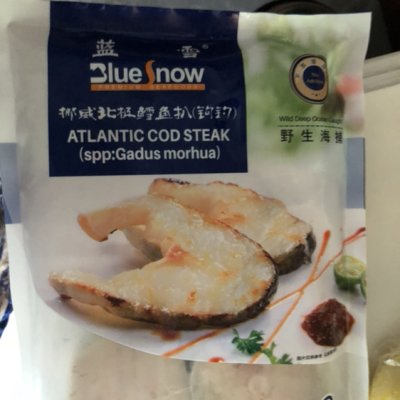 蓝 雪
Blue Snow
PREMIUM SEAFOODS
挪威北极鳕鱼扒(钩钓)
ATLANTIC COD STEAK
(spp:Gadus morhua)
Wild Deep Ocean Caught
野生海捕